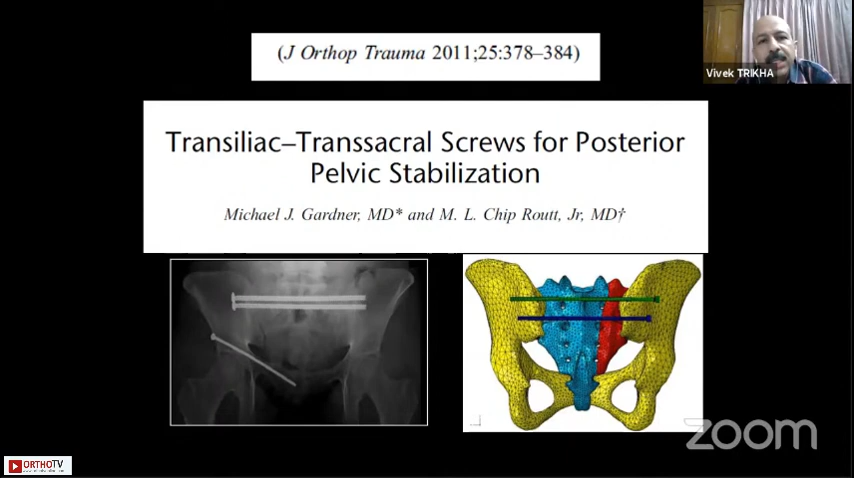 (J Orthop Trauma 2011;25:378–384)
Vivek TRIKHA
Transiliac–Transsacral Screws for Posterior
Pelvic Stabilization
Michael J. Gardner, MD* and M. L. Chip Routt, Jr, MD†
zoom
ORTHOTV